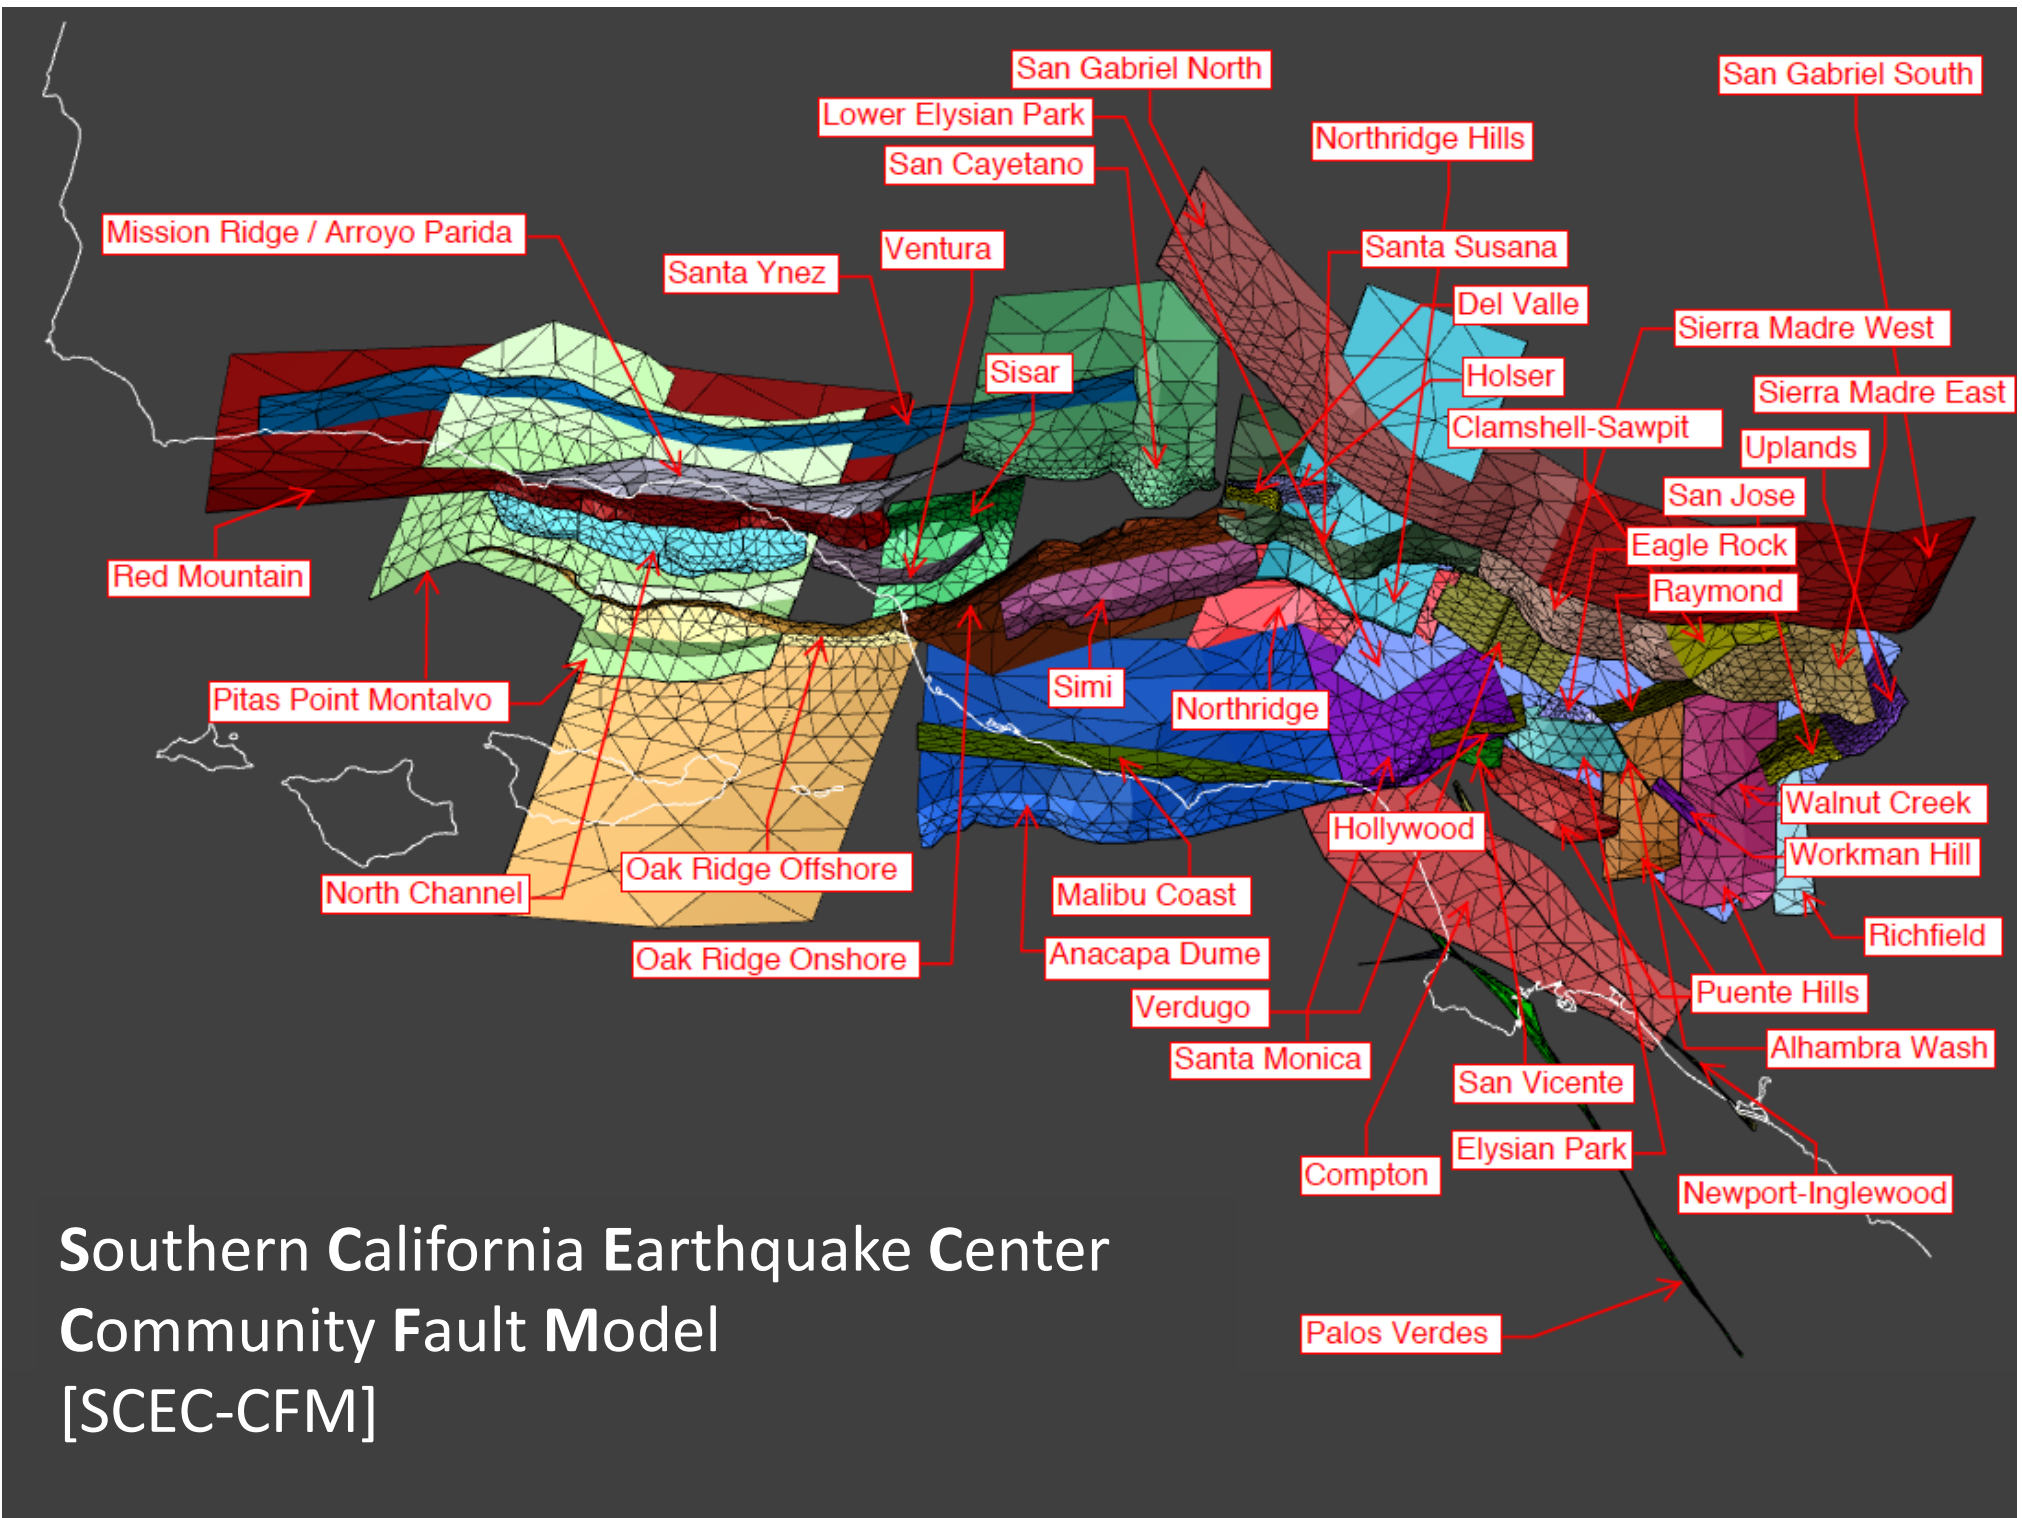 San Gabriel North
San Gabriel South
Lower Elysian Park
Northridge Hills
San Cayetano
Mission Ridge / Arroyo Parida
Ventura
Santa Susana
Santa Ynez
Del Valle
Sierra Madre West
Sisar
Holser
Sierra Madre East
Clamshell-Sawpit
Uplands
San Jose
Eagle Rock
Red Mountain
Raymond
Simi
Pitas Point Montalvo
Northridge
Walnut Creek
Hollywood
Workman Hill
Oak Ridge Offshore
North Channel
Malibu Coast
Richfield
Oak Ridge Onshore
Anacapa Dume
Puente Hills
Verdugo
Alhambra Wash
Santa Monica
San Vicente
Elysian Park
Compton
Newport-Inglewood
Southern California Earthquake Center
Community Fault Model
Palos Verdes
[SCEC-CFM]